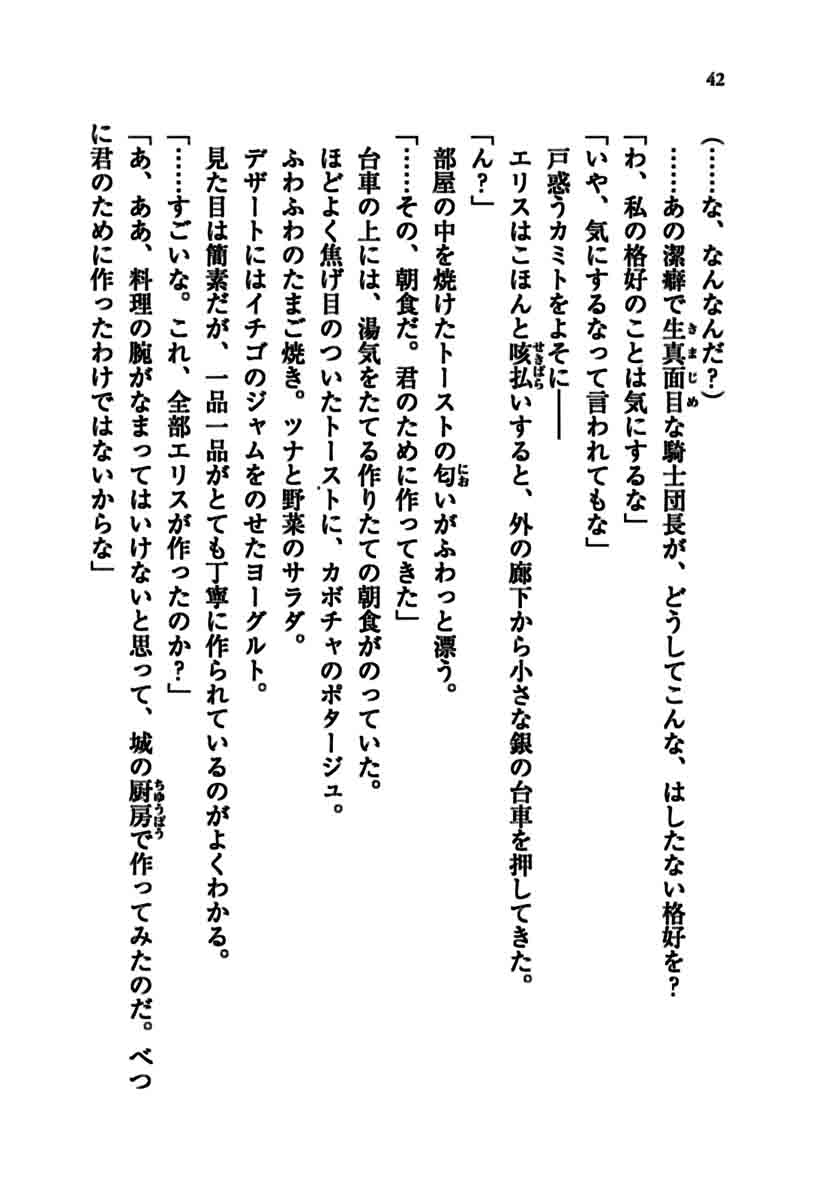 42
(……な、なんなんだ?)
……あの潔癖で生真面目な騎士団長が、どうしてこんな、はしたない格好を?
「わ、私の格好のことは気にするな」
「いや、気にするなって言われてもな」
戸惑うカミトをよそに――
エリスはこほんと咳払いすると、外の廊下から小さな銀の台車を押してきた。
「ん?」
部屋の中を焼けたトーストの匂いがふわっと漂う。
「……その、朝食だ。君のために作ってきた」
台車の上には、湯気をたてる作りたての朝食がのっていた。
ほどよく焦げ目のついたトーストに、カボチャのポタージュ。
ふわふわのたまご焼き。ツナと野菜のサラダ。
デザートにはイチゴのジャムをのせたヨーグルト。
見た目は簡素だが、一品一品がとても丁寧に作られているのがよくわかる。
「……すごいな。これ、全部エリスが作ったのか?」
「あ、ああ、料理の腕がなまってはいけないと思って、城の厨房で作ってみたのだ。べつ
に君のために作ったわけではないからな」